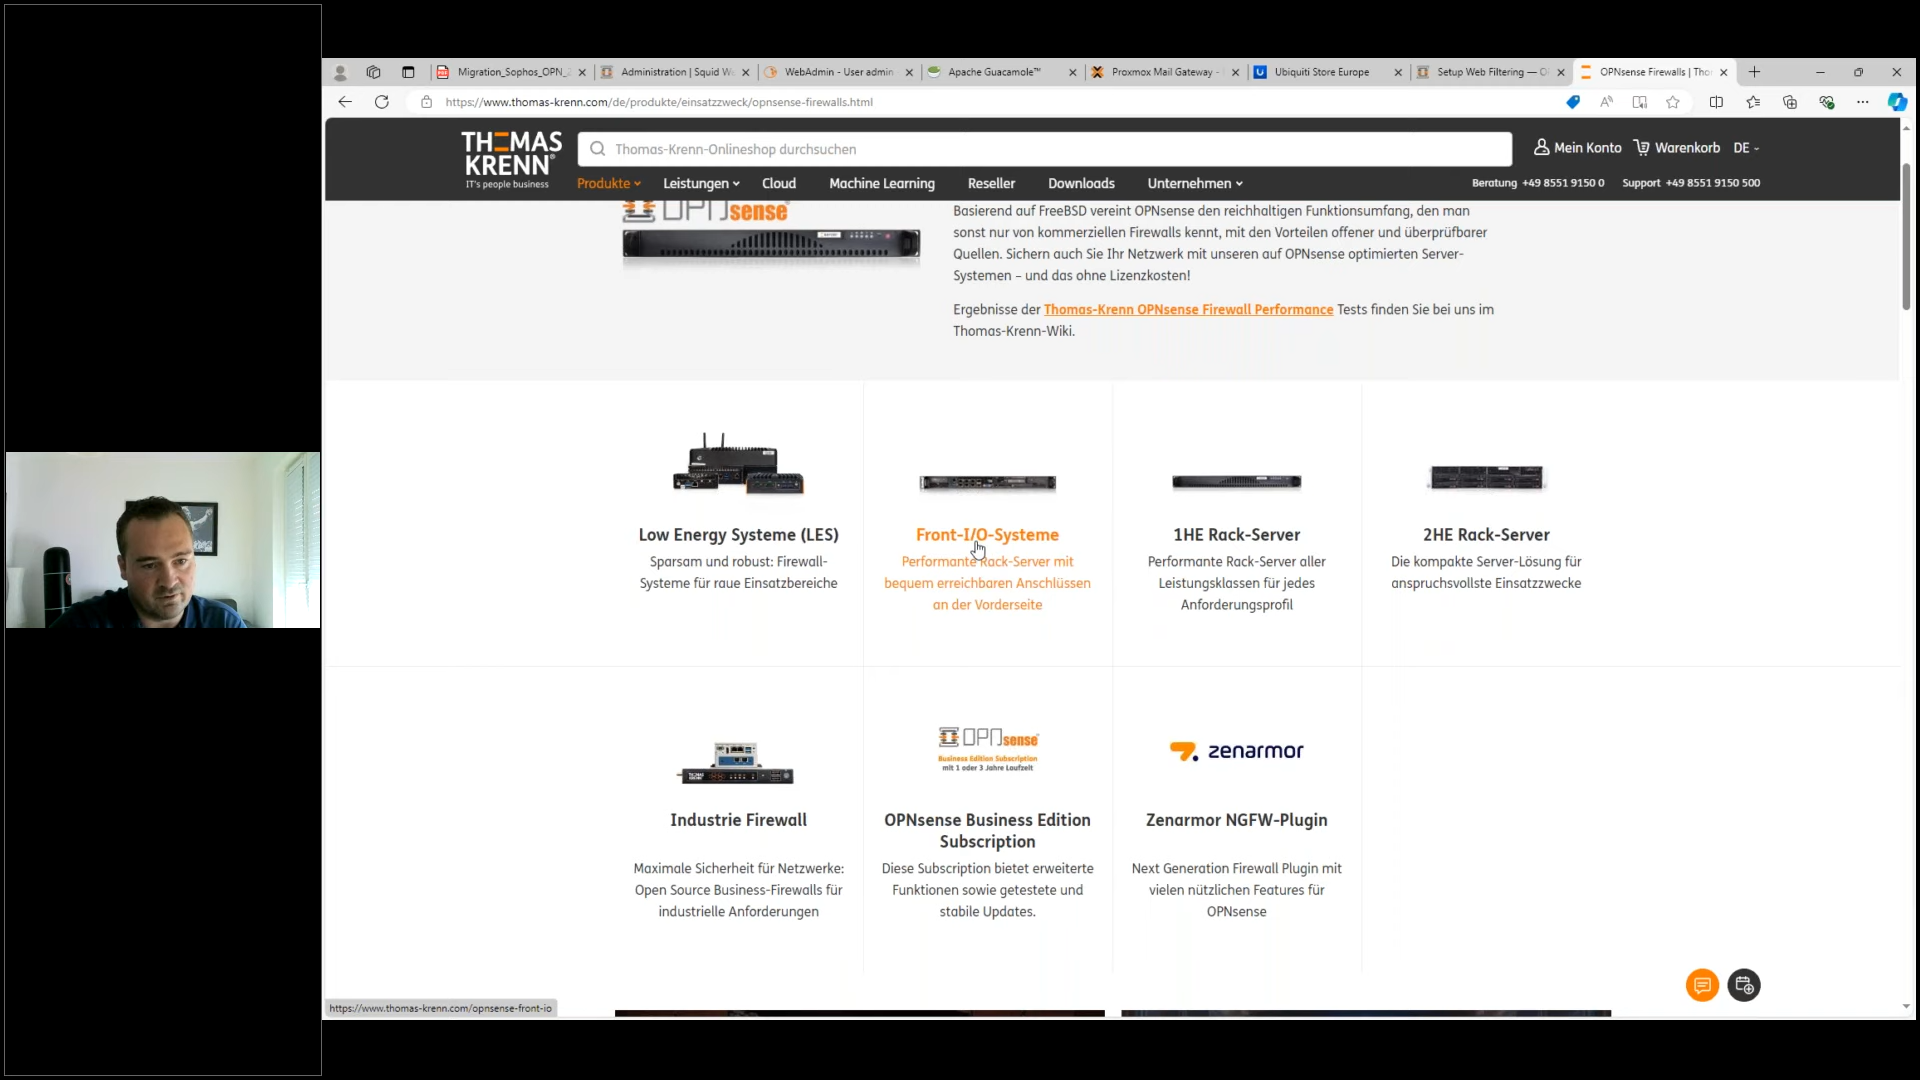 Migration_Sophos_OPN_
Administration | Squid W
WebAdmin - User admin
Apache Guacamole™
Proxmox Mail Gateway -
Ubiquiti Store Europe
Setup Web Filtering — O
OPNsense Firewalls | Tho
https://www.thomas-krenn.com/de/produkte/einsatzzweck/opnsense-firewalls.html
THOMAS
KRENN®
IT's people business
Thomas-Krenn-Onlineshop durchsuchen
Mein Konto Warenkorb DE
Produkte Leistungen Cloud Machine Learning Reseller Downloads Unternehmen
Beratung +49 8551 9150 0 Support +49 8551 9150 500
OPNsense®
Basierend auf FreeBSD vereint OPNsense den reichhaltigen Funktionsumfang, den man
sonst nur von kommerziellen Firewalls kennt, mit den Vorteilen offener und überprüfbarer
Quellen. Sichern auch Sie Ihr Netzwerk mit unseren auf OPNsense optimierten Server-
Systemen – und das ohne Lizenzkosten!
Ergebnisse der Thomas-Krenn OPNsense Firewall Performance Tests finden Sie bei uns im
Thomas-Krenn-Wiki.
Low Energy Systeme (LES)
Sparsam und robust: Firewall-
Systeme für raue Einsatzbereiche
Front-I/O-Systeme
Performante Rack-Server mit
bequem erreichbaren Anschlüssen
an der Vorderseite
1HE Rack-Server
Performante Rack-Server aller
Leistungsklassen für jedes
Anforderungsprofil
2HE Rack-Server
Die kompakte Server-Lösung für
anspruchsvollste Einsatzzwecke
Industrie Firewall
Maximale Sicherheit für Netzwerke:
Open Source Business-Firewalls für
industrielle Anforderungen
OPNsense®
Business Edition Subscription
mit 1 oder 3 Jahre Laufzeit
OPNsense Business Edition
Subscription
Diese Subscription bietet erweiterte
Funktionen sowie getestete und
stabile Updates.
zenarmor
Zenarmor NGFW-Plugin
Next Generation Firewall Plugin mit
vielen nützlichen Features für
OPNsense
https://www.thomas-krenn.com/opnsense-front-io